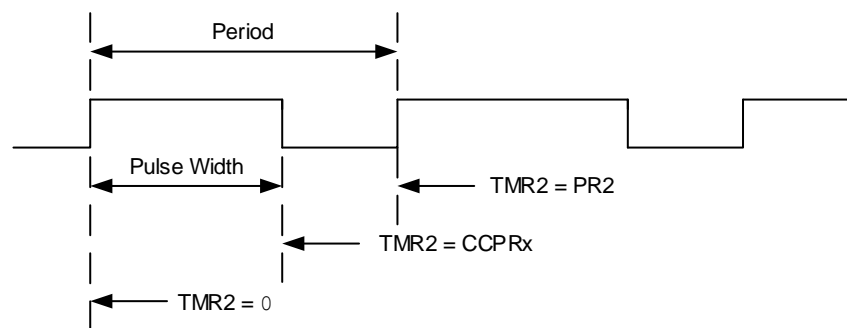 Period
Pulse Width
TMR2 = PR2
TMR2 = CCPRx
TMR2 = 0